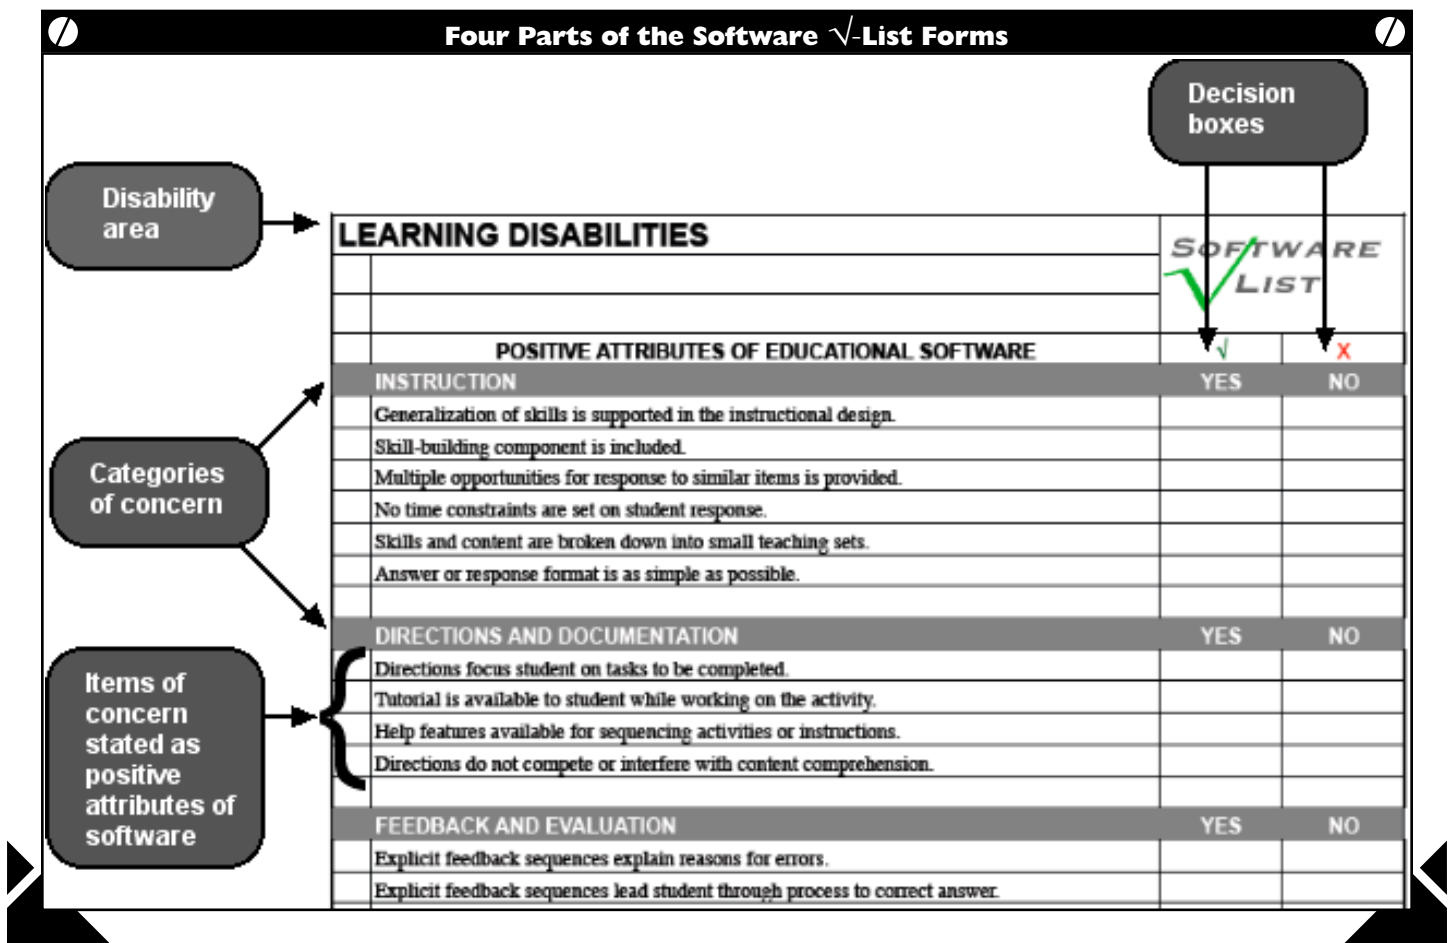 Four Parts of the Software √-List Forms
Decision
boxes
Disability
area
LEARNING DISABILITIES
SOFTWARE
LIST
POSITIVE ATTRIBUTES OF EDUCATIONAL SOFTWARE √ X
INSTRUCTION YES NO
Generalization of skills is supported in the instructional design.
Skill-building component is included.
Categories
of concern
Multiple opportunities for response to similar items is provided.
No time constraints are set on student response.
Skills and content are broken down into small teaching sets.
Answer or response format is as simple as possible.
DIRECTIONS AND DOCUMENTATION YES NO
Items of
concern
stated as
positive
attributes of
software
Directions focus student on tasks to be completed.
Tutorial is available to student while working on the activity.
Help features available for sequencing activities or instructions.
Directions do not compete or interfere with content comprehension.
FEEDBACK AND EVALUATION YES NO
Explicit feedback sequences explain reasons for errors.
Explicit feedback sequences lead student through process to correct answer.